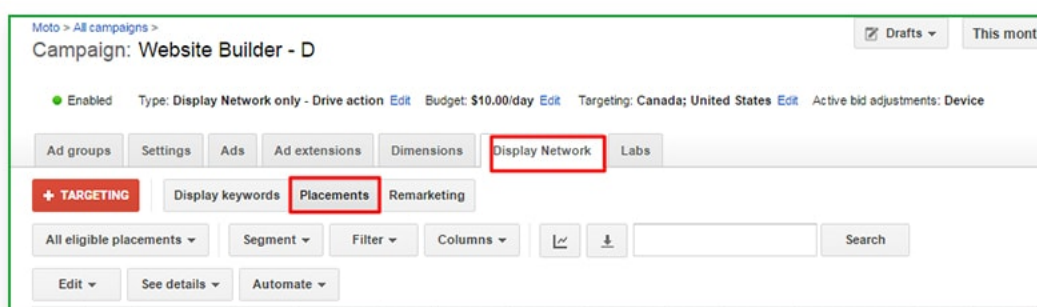 Moto > All campaigns >
Campaign: Website Builder - D
Drafts
This mont
Enabled Type: Display Network only - Drive action Edit Budget: $10.00/day Edit Targeting: Canada; United States Edit Active bid adjustments: Device
Ad groups Settings Ads Ad extensions Dimensions Display Network Labs
+ TARGETING Display keywords Placements Remarketing
All eligible placements Segment Filter Columns Search
Edit See details Automate